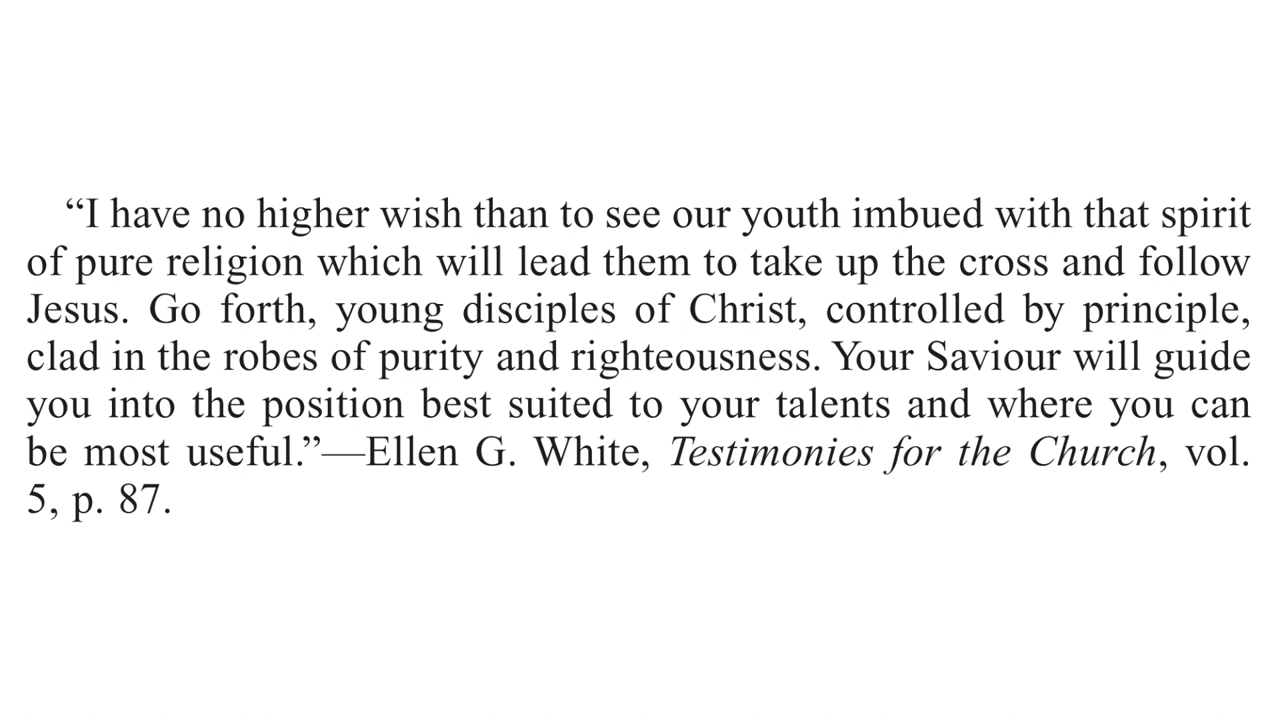 “I have no higher wish than to see our youth imbued with that spirit
of pure religion which will lead them to take up the cross and follow
Jesus. Go forth, young disciples of Christ, controlled by principle,
clad in the robes of purity and righteousness. Your Saviour will guide
you into the position best suited to your talents and where you can
be most useful.”—Ellen G. White, Testimonies for the Church, vol.
5, p. 87.